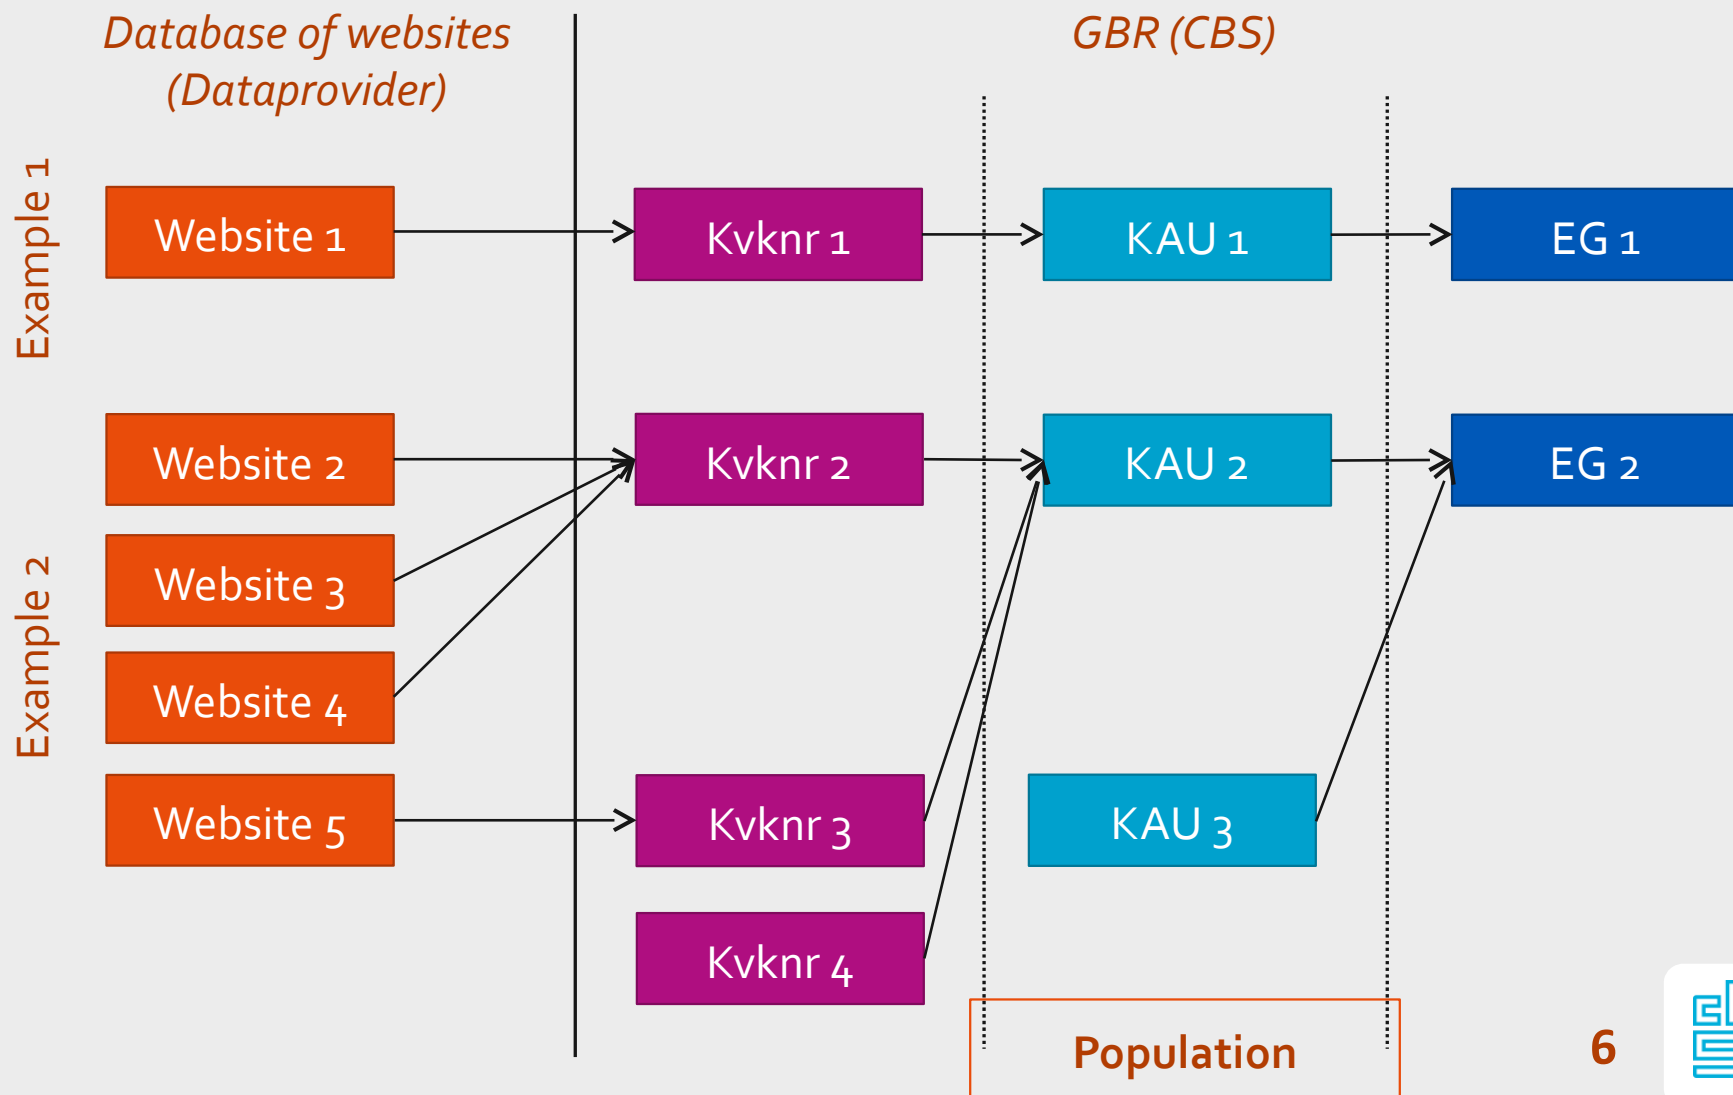 Database of websites
(Dataprovider)
GBR (CBS)
Example 1
Website 1
Kvknr 1
KAU 1
EG 1
Example 2
Website 2
Kvknr 2
KAU 2
EG 2
Website 3
Website 4
Website 5
Kvknr 3
KAU 3
Kvknr 4
Population
6